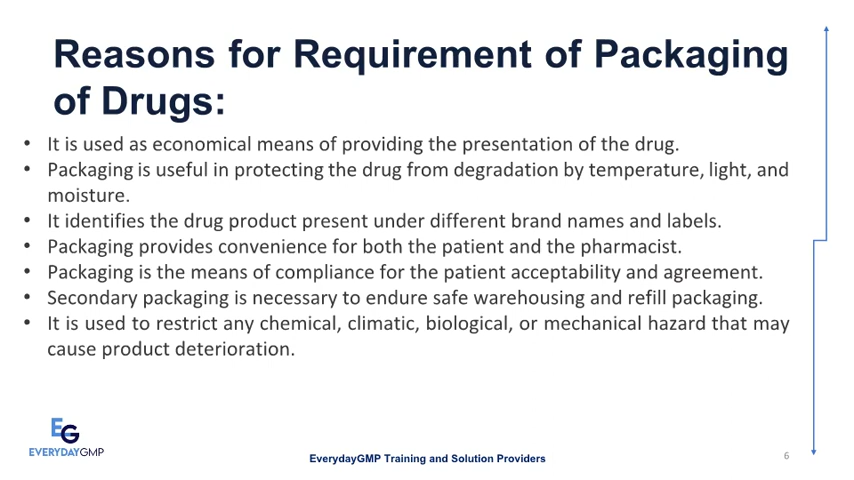 Reasons for Requirement of Packaging
of Drugs:
• It is used as economical means of providing the presentation of the drug.
• Packaging is useful in protecting the drug from degradation by temperature, light, and
moisture.
• It identifies the drug product present under different brand names and labels.
• Packaging provides convenience for both the patient and the pharmacist.
• Packaging is the means of compliance for the patient acceptability and agreement.
• Secondary packaging is necessary to endure safe warehousing and refill packaging.
• It is used to restrict any chemical, climatic, biological, or mechanical hazard that may
cause product deterioration.
EG
EVERYDAYGMP
EverydayGMP Training and Solution Providers
6